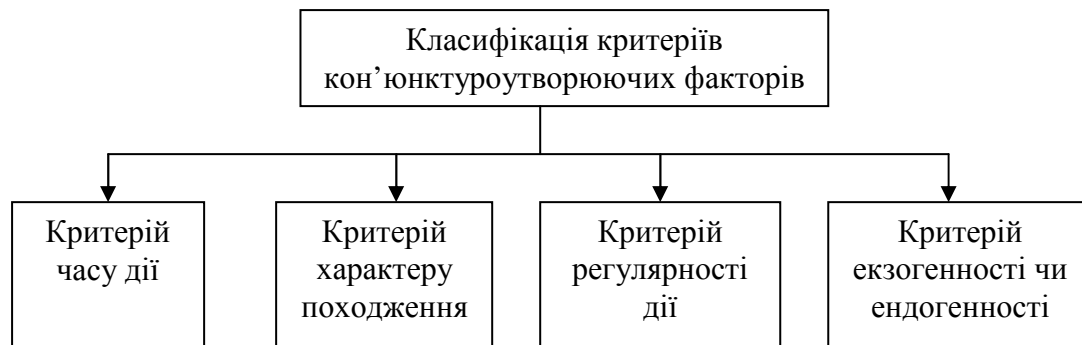 Класифікація критеріїв
кон’юнктуроутворюючих факторів
Критерій
часу дії
Критерій
характеру
походження
Критерій
регулярності
дії
Критерій
екзогенності чи
ендогенності